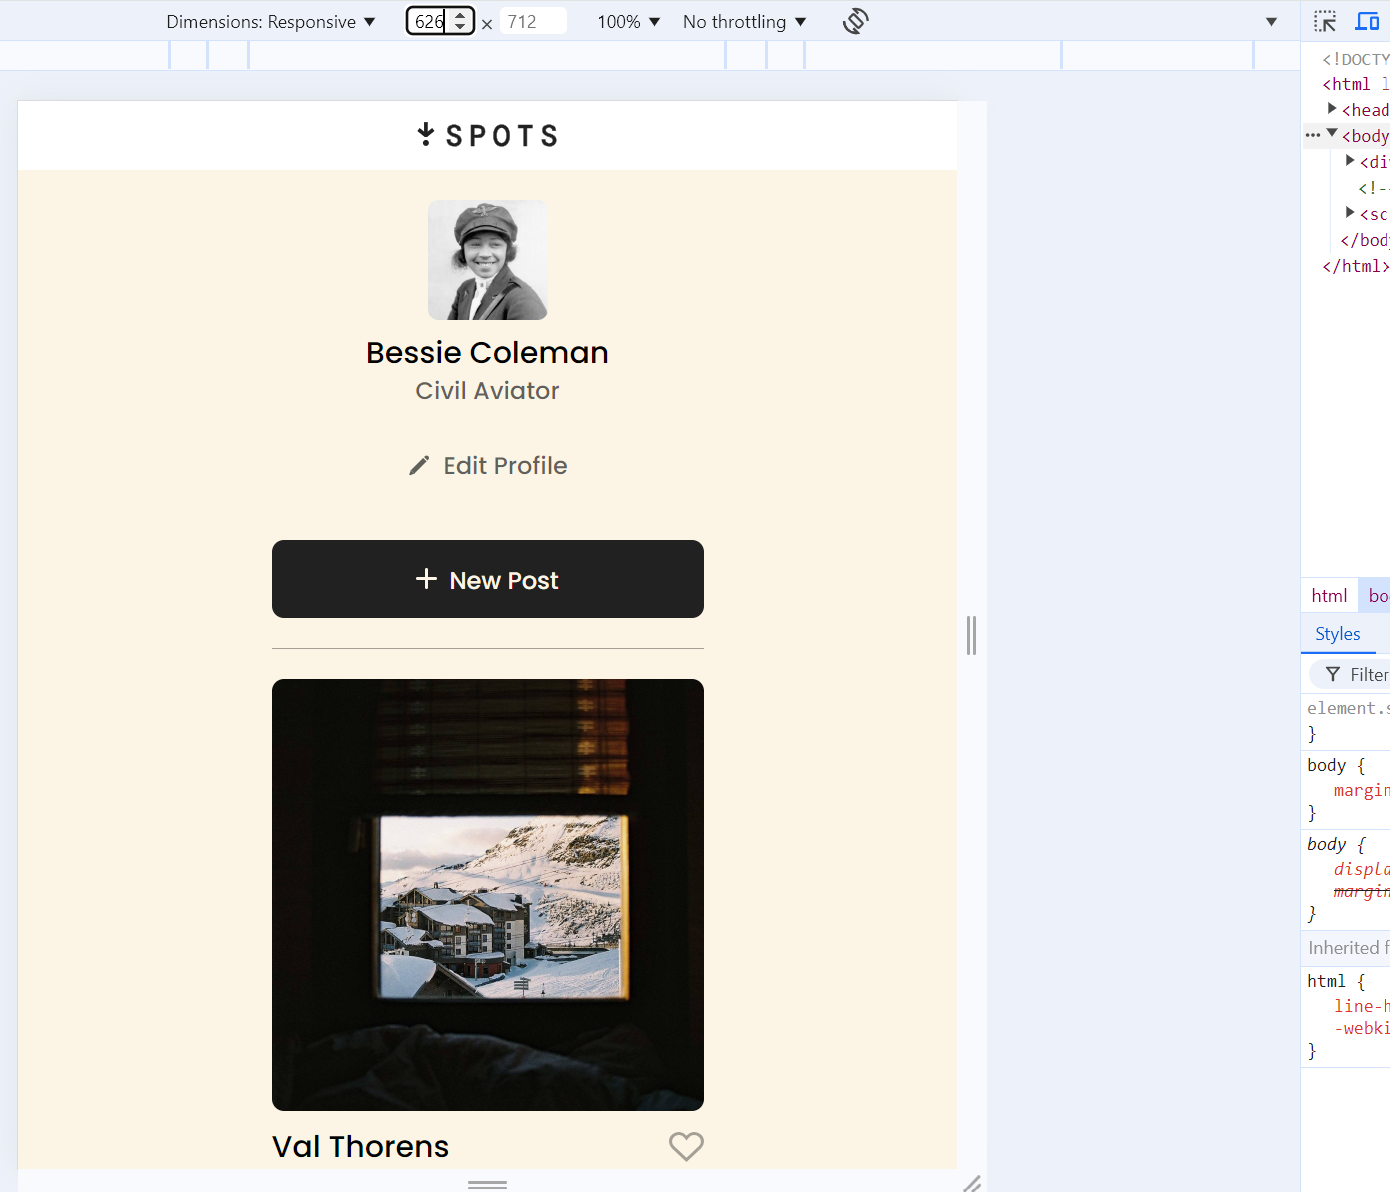 Dimensions: Responsive ▼ 626 × 712 100% ▼ No throttling ▼
SPOTS
Bessie Coleman
Civil Aviator
Edit Profile
+ New Post
Val Thorens
<!DOCTY
<html l
<head
<body
<di
<!-
<sc
</body
</html>
html bo
Styles
Filter
element.s
}
body {
margin
}
body {
displa
margin
}
Inherited f
html {
line-h
-webki
}